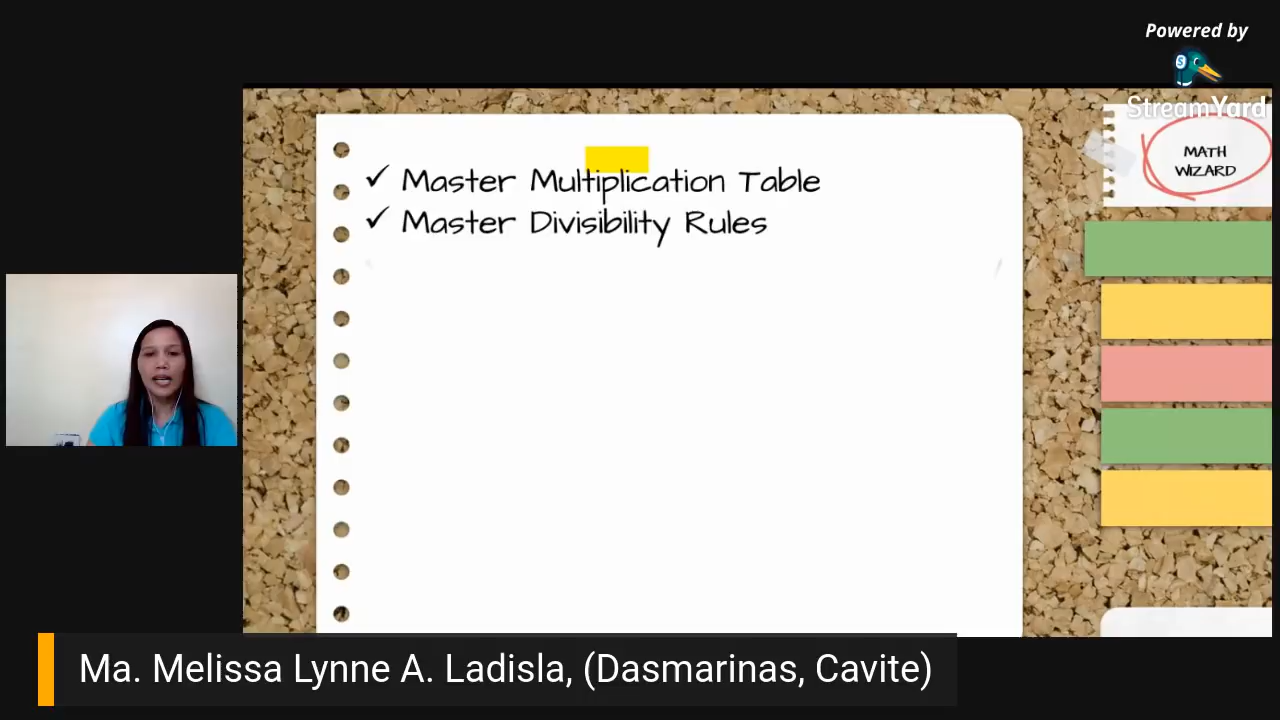 Powered by
StreamYard
MATH
WIZARD
✓ Master Multiplication Table
✓ Master Divisibility Rules
Ma. Melissa Lynne A. Ladisla, (Dasmarinas, Cavite)